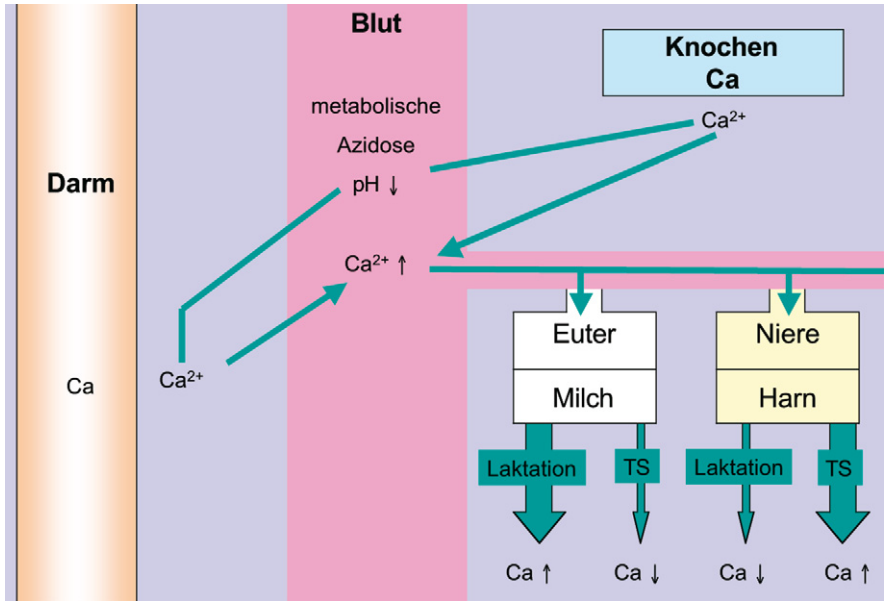 Blut
Knochen
Ca
metabolische
Azidose
pH ↓
Ca²⁺
Darm
Ca²⁺ ↑
Ca
Ca²⁺
Euter
Milch
Niere
Harn
Laktation
TS
Laktation
TS
Ca ↑
Ca ↓
Ca ↓
Ca ↑